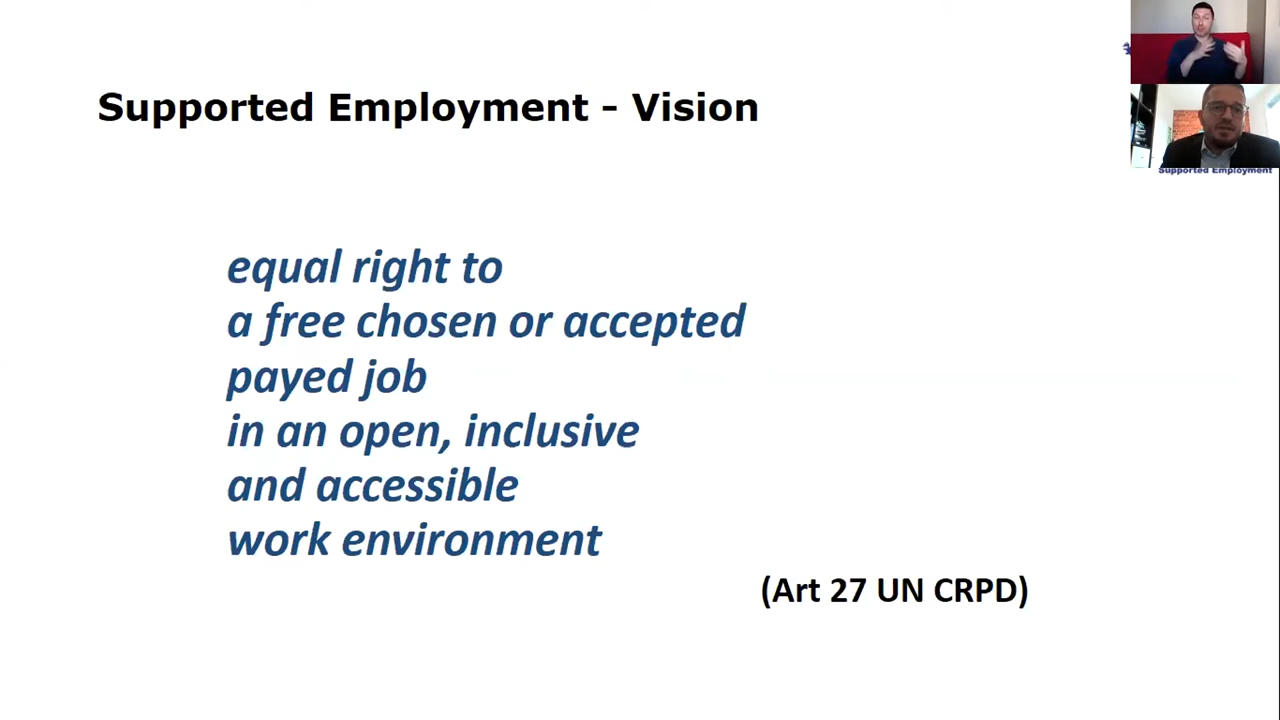 Supported Employment - Vision
Supported Employment
equal right to
a free chosen or accepted
payed job
in an open, inclusive
and accessible
work environment
(Art 27 UN CRPD)